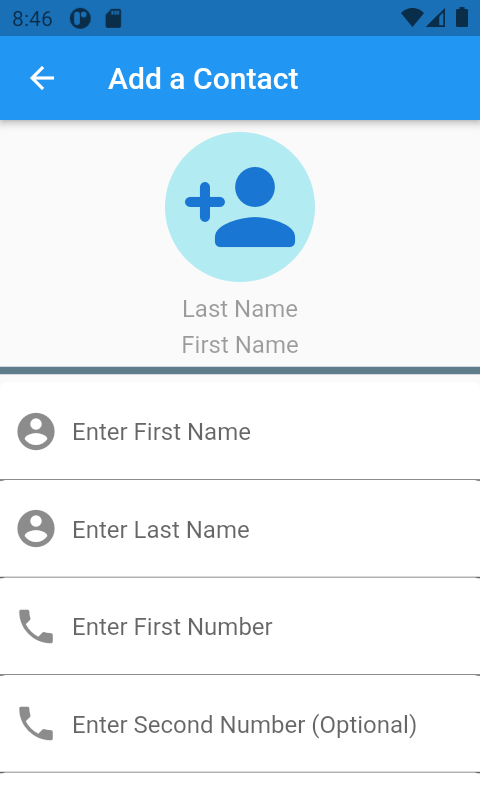 8:46
Add a Contact
Last Name
First Name
Enter First Name
Enter Last Name
Enter First Number
Enter Second Number (Optional)